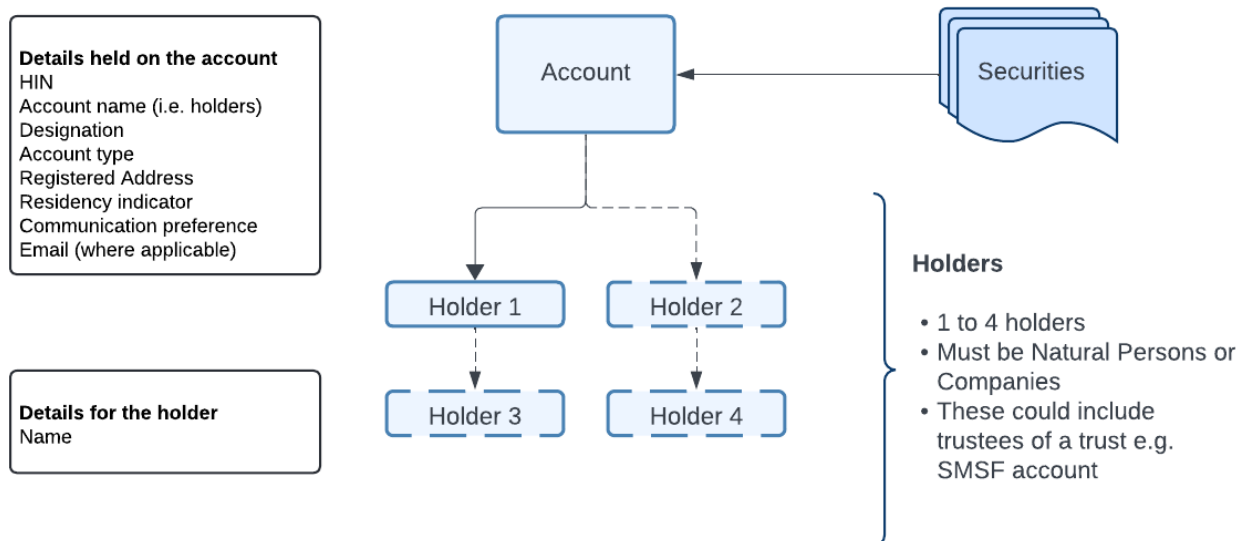 Details held on the account
HIN
Account name (i.e. holders)
Designation
Account type
Registered Address
Residency indicator
Communication preference
Email (where applicable)
Account
Securities
Holder 1
Holder 2
Holder 3
Holder 4
Details for the holder
Name
Holders
• 1 to 4 holders
• Must be Natural Persons or
Companies
• These could include
trustees of a trust e.g.
SMSF account